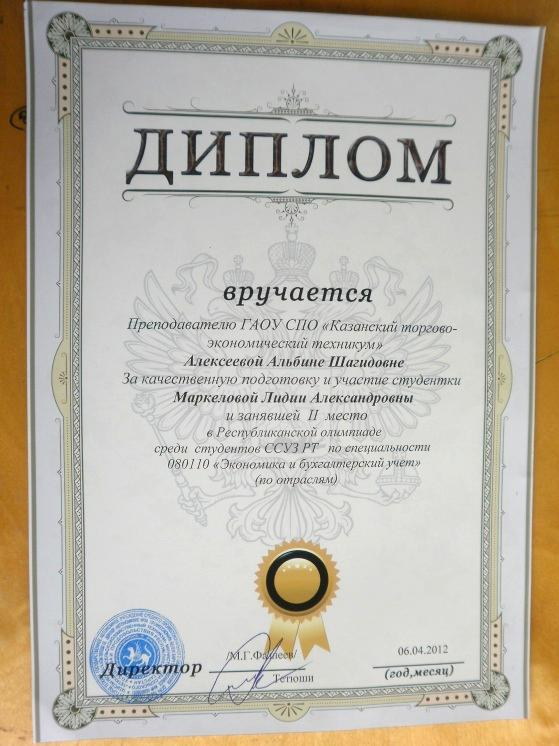 ДИПЛОМ
вручается
Преподавателю ГАОУ СПО «Казанский торгово-
экономический техникум»
Алексеевой Альбине Шагидовне
За качественную подготовку и участие студентки
Маркеловой Лидии Александровны
и занявшей II место
в Республиканской олимпиаде
среди студентов ССУЗ РТ по специальности
080110 «Экономика и бухгалтерский учет»
(по отраслям)
/М.Г.Фадеев/
06.04.2012
Директор
Тетюши
(год,месяц)